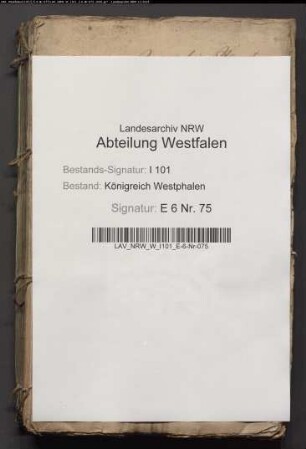 Landesarchiv NRW
Abteilung Westfalen
Bestands-Signatur: I 101
Bestand: Königreich Westphalen
Signatur: E 6 Nr. 75
LAV_NRW_W_I101_E-6-Nr-075